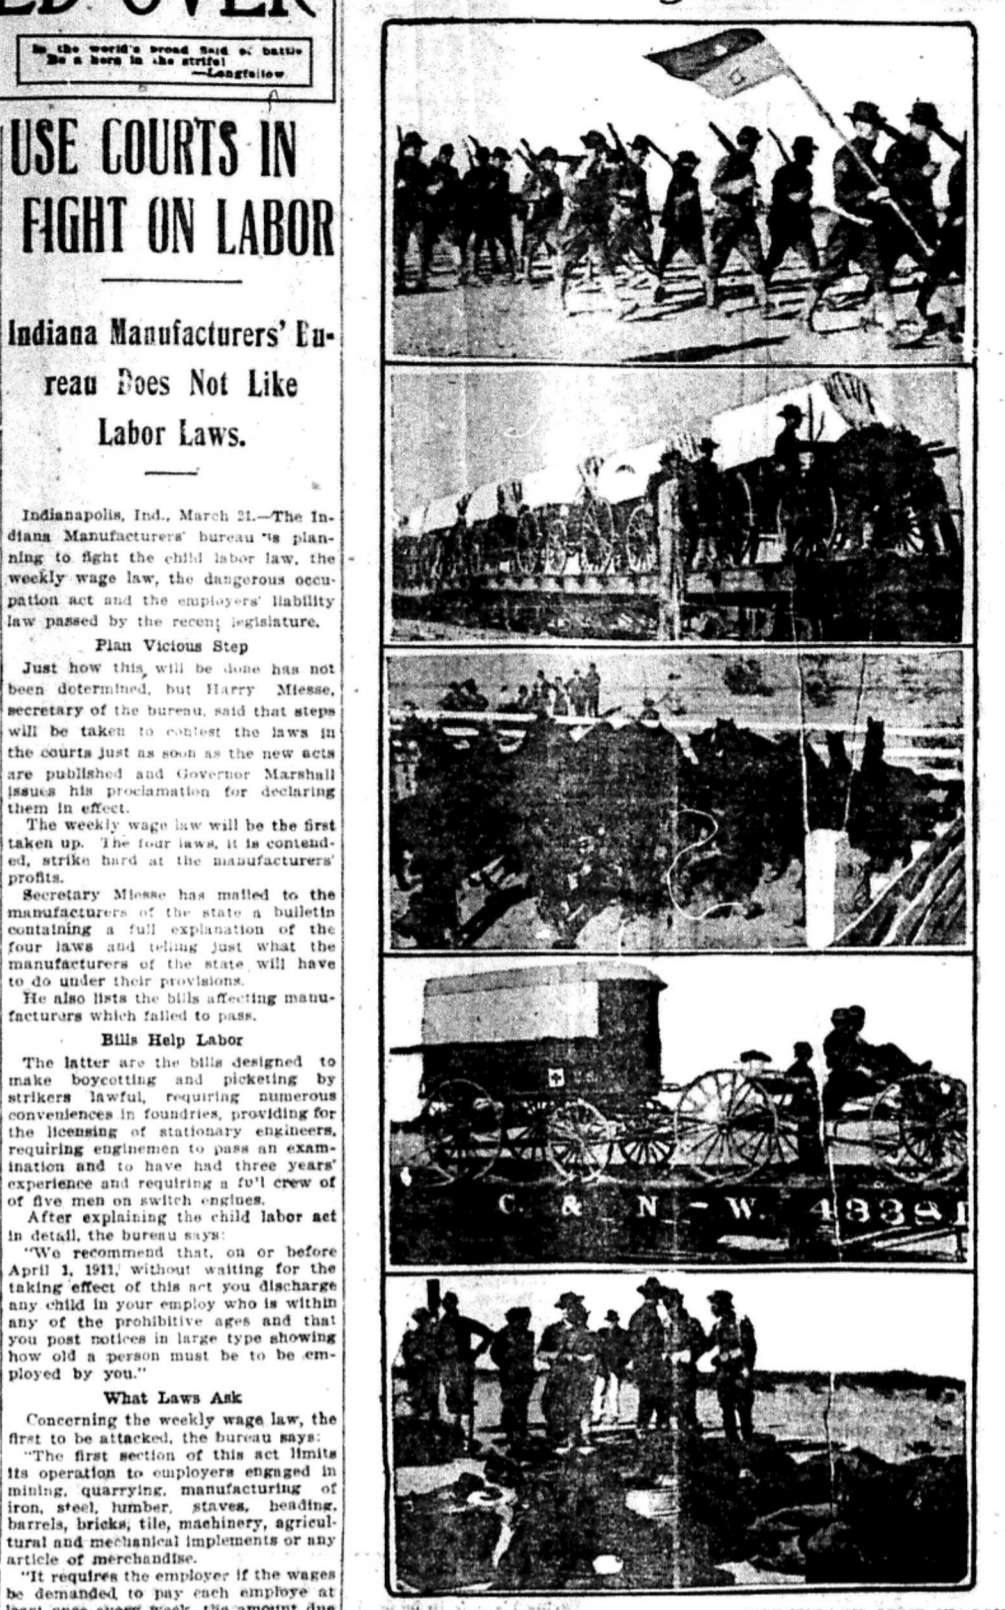 In the world's broad field of battle
Be a hero in the strife!
—Longfellow
USE COURTS IN
FIGHT ON LABOR
Indiana Manufacturers' Bu-
reau Does Not Like
Labor Laws.
Indianapolis, Ind., March 21.—The In-
diana Manufacturers' bureau is plan-
ning to fight the child labor law, the
weekly wage law, the dangerous occu-
pation act and the employers' liability
law passed by the recent legislature.
Plan Vicious Step
Just how this will be done has not
been determined, but Harry Miesse,
secretary of the bureau, said that steps
will be taken to contest the laws in
the courts just as soon as the new acts
are published and Governor Marshall
issues his proclamation for declaring
them in effect.
The weekly wage law will be the first
taken up. The four laws, it is contend-
ed, strike hard at the manufacturers'
profits.
Secretary Miesse has mailed to the
manufacturers of the state a bulletin
containing a full explanation of the
four laws and telling just what the
manufacturers of the state will have
to do under their provisions.
He also lists the bills affecting manu-
facturers which failed to pass.
Bills Help Labor
The latter are the bills designed to
make boycotting and picketing by
strikers lawful, requiring numerous
conveniences in foundries, providing for
the licensing of stationary engineers,
requiring enginemen to pass an exam-
ination and to have had three years'
experience and requiring a full crew of
of five men on switch engines.
After explaining the child labor act
in detail, the bureau says:
"We recommend that, on or before
April 1, 1911, without waiting for the
taking effect of this act you discharge
any child in your employ who is within
any of the prohibitive ages and that
you post notices in large type showing
how old a person must be to be em-
ployed by you."
What Laws Ask
Concerning the weekly wage law, the
first to be attacked, the bureau says:
"The first section of this act limits
its operation to employers engaged in
mining, quarrying, manufacturing of
iron, steel, lumber, staves, heading,
barrels, bricks, tile, machinery, agricul-
tural and mechanical implements or any
article of merchandise.
"It requires the employer if the wages
be demanded to pay each employe at
least once every week, the amount due
C. & N-W. 43381